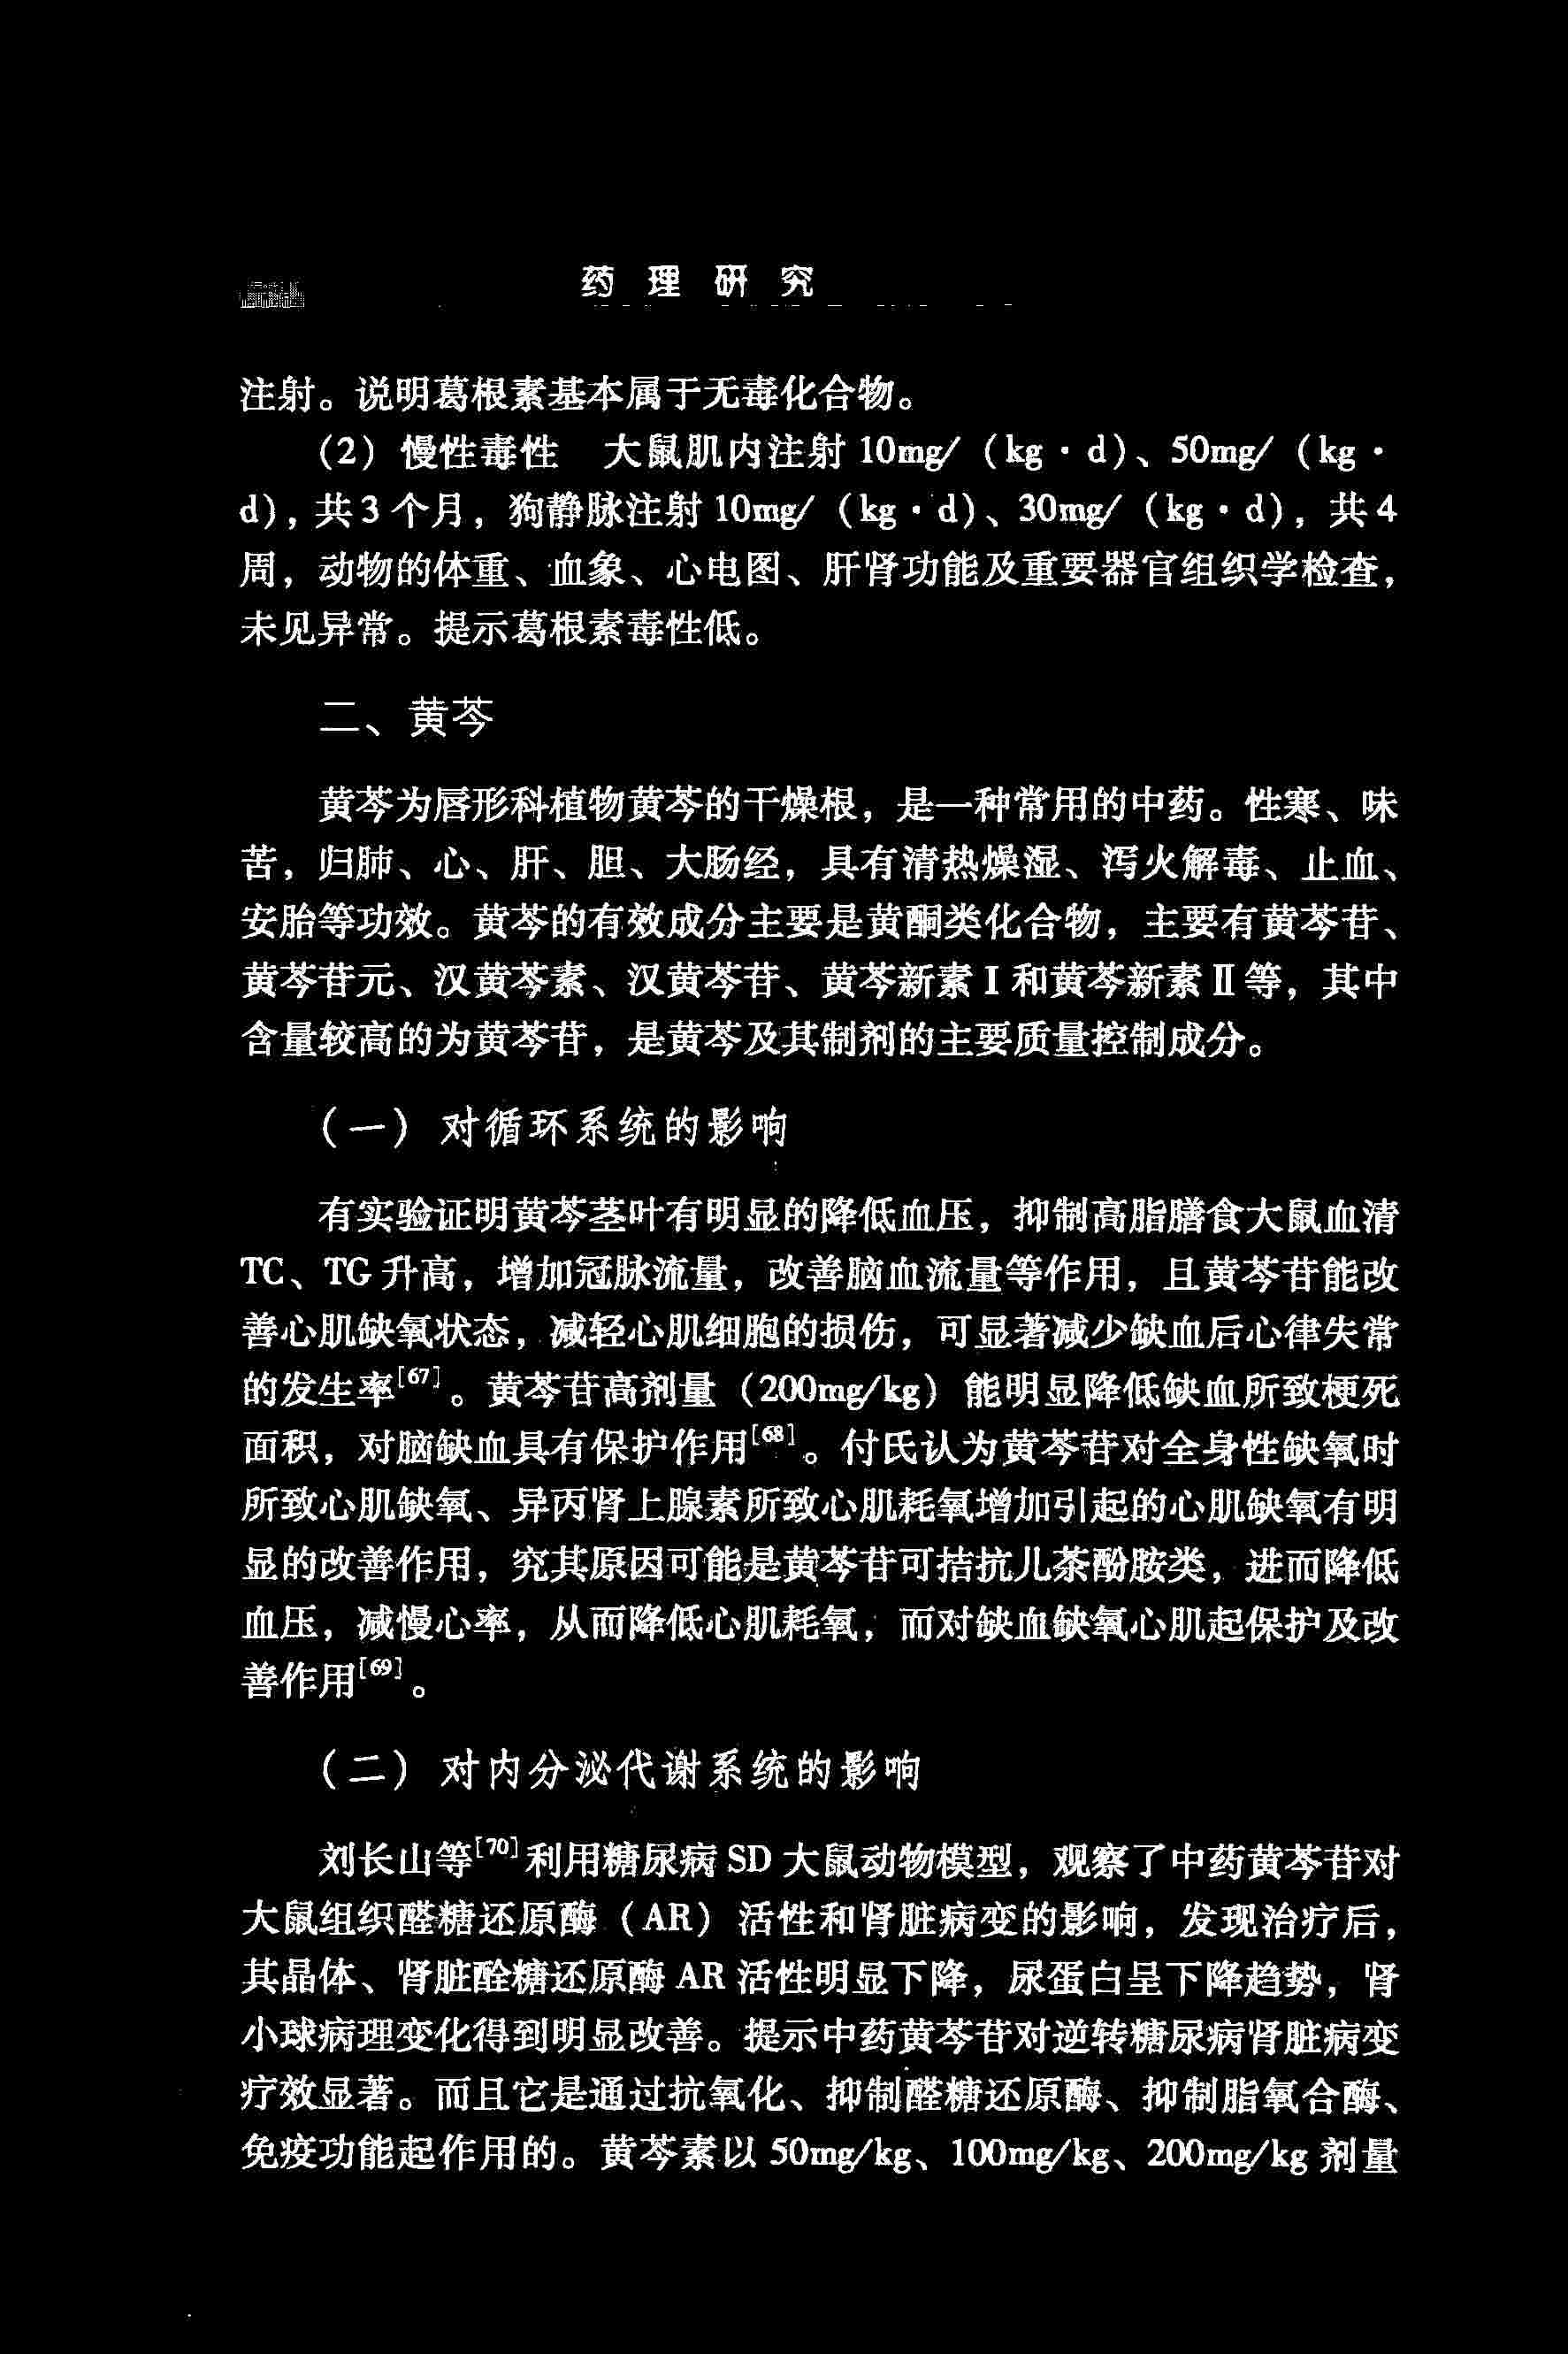 药理研究
注射。说明葛根素基本属于无毒化合物。
（2）慢性毒性　大鼠肌内注射 10mg/（kg·d）、50mg/（kg·
d），共 3 个月，狗静脉注射 10mg/（kg·d）、30mg/（kg·d），共 4
周，动物的体重、血象、心电图、肝肾功能及重要器官组织学检查，
未见异常。提示葛根素毒性低。
二、黄芩
黄芩为唇形科植物黄芩的干燥根，是一种常用的中药。性寒、味
苦，归肺、心、肝、胆、大肠经，具有清热燥湿、泻火解毒、止血、
安胎等功效。黄芩的有效成分主要是黄酮类化合物，主要有黄芩苷、
黄芩苷元、汉黄芩素、汉黄芩苷、黄芩新素Ⅰ和黄芩新素Ⅱ等，其中
含量较高的为黄芩苷，是黄芩及其制剂的主要质量控制成分。
（一）对循环系统的影响
有实验证明黄芩茎叶有明显的降低血压，抑制高脂膳食大鼠血清
TC、TG 升高，增加冠脉流量，改善脑血流量等作用，且黄芩苷能改
善心肌缺氧状态，减轻心肌细胞的损伤，可显著减少缺血后心律失常
的发生率[67]。黄芩苷高剂量（200mg/kg）能明显降低缺血所致梗死
面积，对脑缺血具有保护作用[68]。付氏认为黄芩苷对全身性缺氧时
所致心肌缺氧、异丙肾上腺素所致心肌耗氧增加引起的心肌缺氧有明
显的改善作用，究其原因可能是黄芩苷可拮抗儿茶酚胺类，进而降低
血压，减慢心率，从而降低心肌耗氧，而对缺血缺氧心肌起保护及改
善作用[69]。
（二）对内分泌代谢系统的影响
刘长山等[70]利用糖尿病 SD 大鼠动物模型，观察了中药黄芩苷对
大鼠组织醛糖还原酶（AR）活性和肾脏病变的影响，发现治疗后，
其晶体、肾脏酫糖还原酶 AR 活性明显下降，尿蛋白呈下降趋势，肾
小球病理变化得到明显改善。提示中药黄芩苷对逆转糖尿病肾脏病变
疗效显著。而且它是通过抗氧化、抑制醛糖还原酶、抑制脂氧合酶、
免疫功能起作用的。黄芩素以 50mg/kg、100mg/kg、200mg/kg 剂量